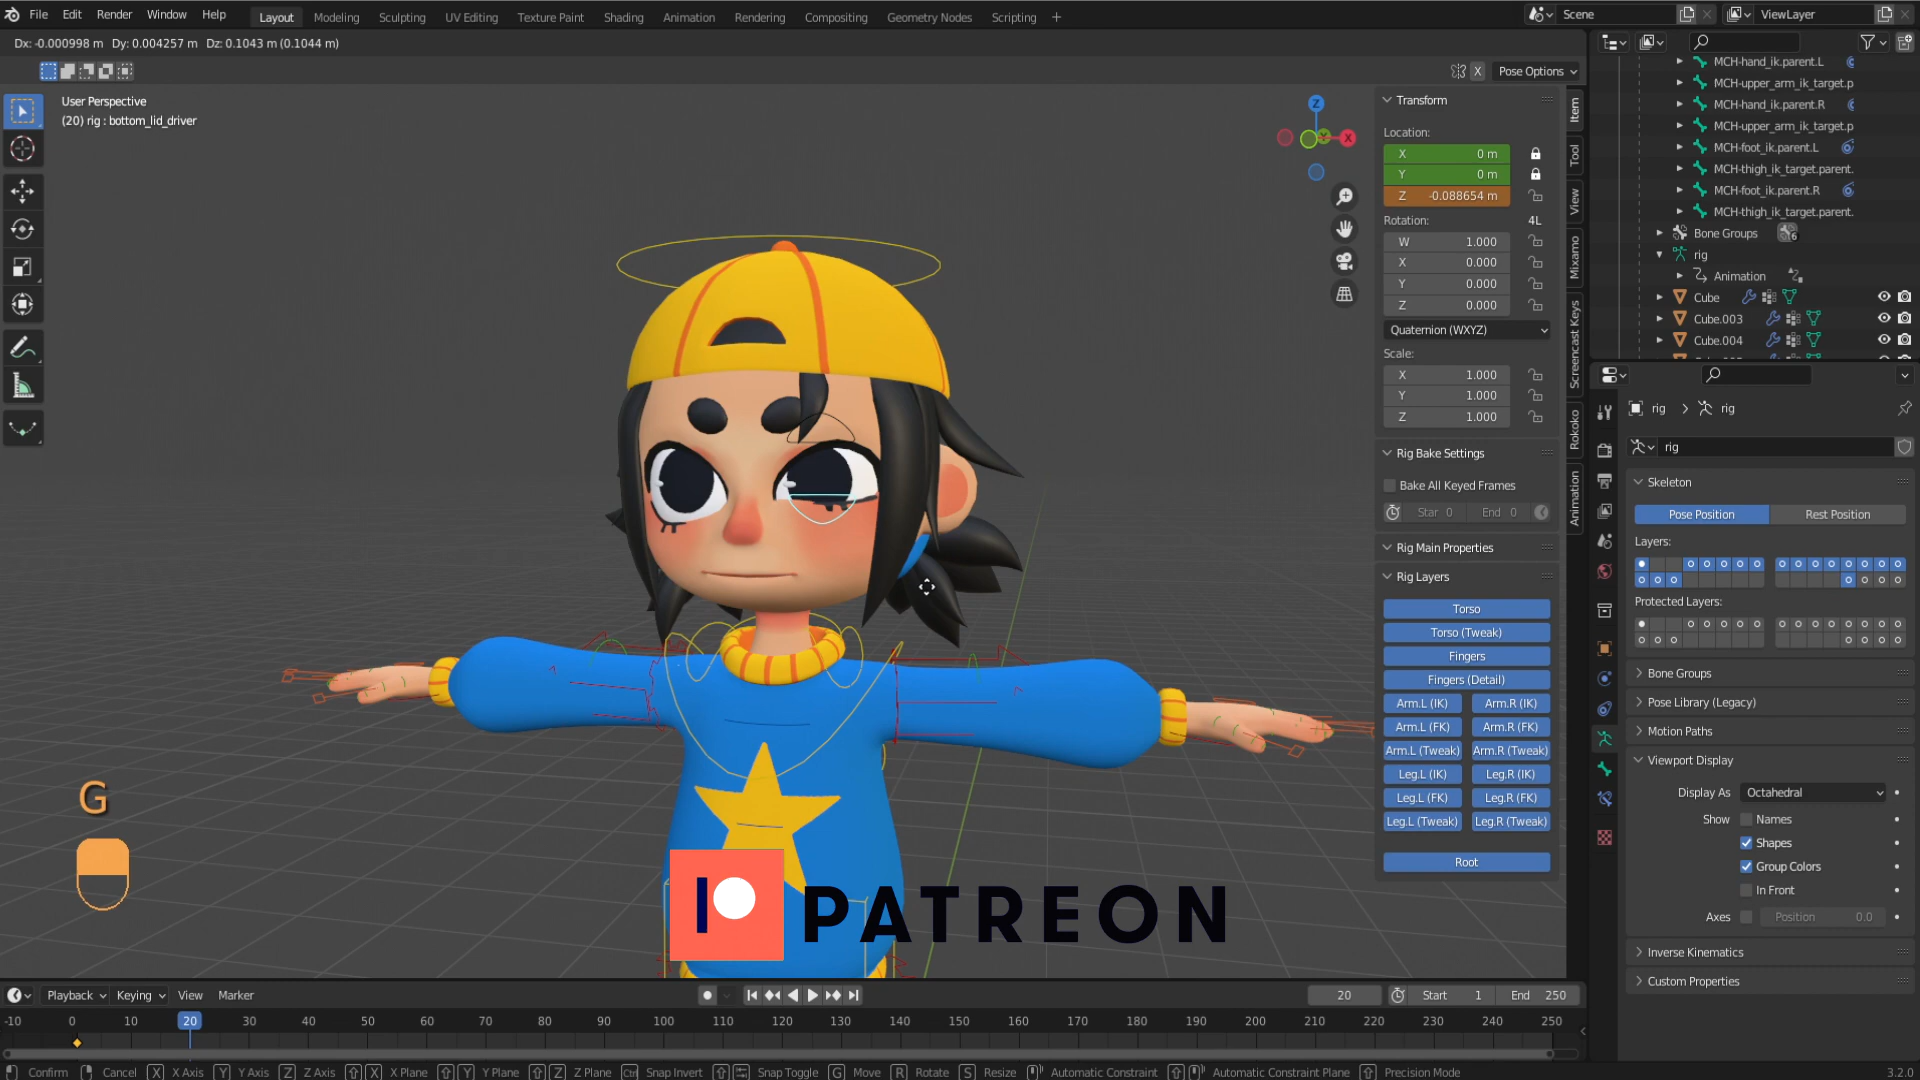 File Edit Render Window Help Layout Modeling Sculpting UV Editing Texture Paint Shading Animation Rendering Compositing Geometry Nodes Scripting + Scene ViewLayer
Dx: -0.000998 m Dy: 0.004257 m Dz: 0.1043 m (0.1044 m)
X Pose Options
User Perspective
(20) rig : bottom_lid_driver
Z
X
Transform
Location:
X 0 m
Y 0 m
Z -0.088654 m
Rotation: 4L
W 1.000
X 0.000
Y 0.000
Z 0.000
Quaternion (WXYZ)
Scale:
X 1.000
Y 1.000
Z 1.000
Rig Bake Settings
Bake All Keyed Frames
Star 0 End 0
Rig Main Properties
Rig Layers
Torso
Torso (Tweak)
Fingers
Fingers (Detail)
Arm.L (IK) Arm.R (IK)
Arm.L (FK) Arm.R (FK)
Arm.L (Tweak) Arm.R (Tweak)
Leg.L (IK) Leg.R (IK)
Leg.L (FK) Leg.R (FK)
Leg.L (Tweak) Leg.R (Tweak)
Root
Item
Tool
View
Mixamo
Screencast Keys
Rokoko
Animation
MCH-hand_ik.parent.L
MCH-upper_arm_ik_target.p
MCH-hand_ik.parent.R
MCH-upper_arm_ik_target.p
MCH-foot_ik.parent.L
MCH-thigh_ik_target.parent.
MCH-foot_ik.parent.R
MCH-thigh_ik_target.parent.
Bone Groups 6
rig
Animation
Cube
Cube.003
Cube.004
rig > rig
rig
Skeleton
Pose Position Rest Position
Layers:
Protected Layers:
Bone Groups
Pose Library (Legacy)
Motion Paths
Viewport Display
Display As Octahedral
Show Names
Shapes
Group Colors
In Front
Axes Position 0.0
Inverse Kinematics
Custom Properties
G
PATREON
Playback Keying View Marker 20 Start 1 End 250
-10 0 10 20 30 40 50 60 70 80 90 100 110 120 130 140 150 160 170 180 190 200 210 220 230 240 250
Confirm Cancel X X Axis Y Y Axis Z Z Axis X X Plane Y Y Plane Z Z Plane Ctrl Snap Invert Snap Toggle G Move R Rotate S Resize Automatic Constraint Automatic Constraint Plane Precision Mode 3.2.0